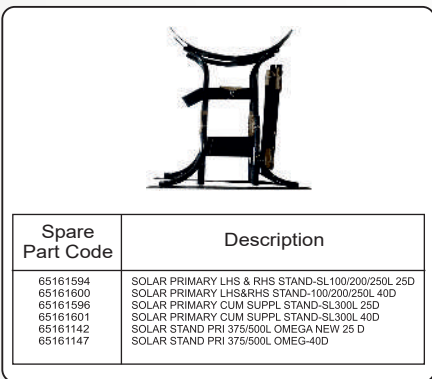 Spare Part Code Description
65161594 SOLAR PRIMARY LHS & RHS STAND-SL100/200/250L 25D
65161600 SOLAR PRIMARY LHS&RHS STAND-100/200/250L 40D
65161596 SOLAR PRIMARY CUM SUPPL STAND-SL300L 25D
65161601 SOLAR PRIMARY CUM SUPPL STAND-SL300L 40D
65161142 SOLAR STAND PRI 375/500L OMEGA NEW 25 D
65161147 SOLAR STAND PRI 375/500L OMEG-40D